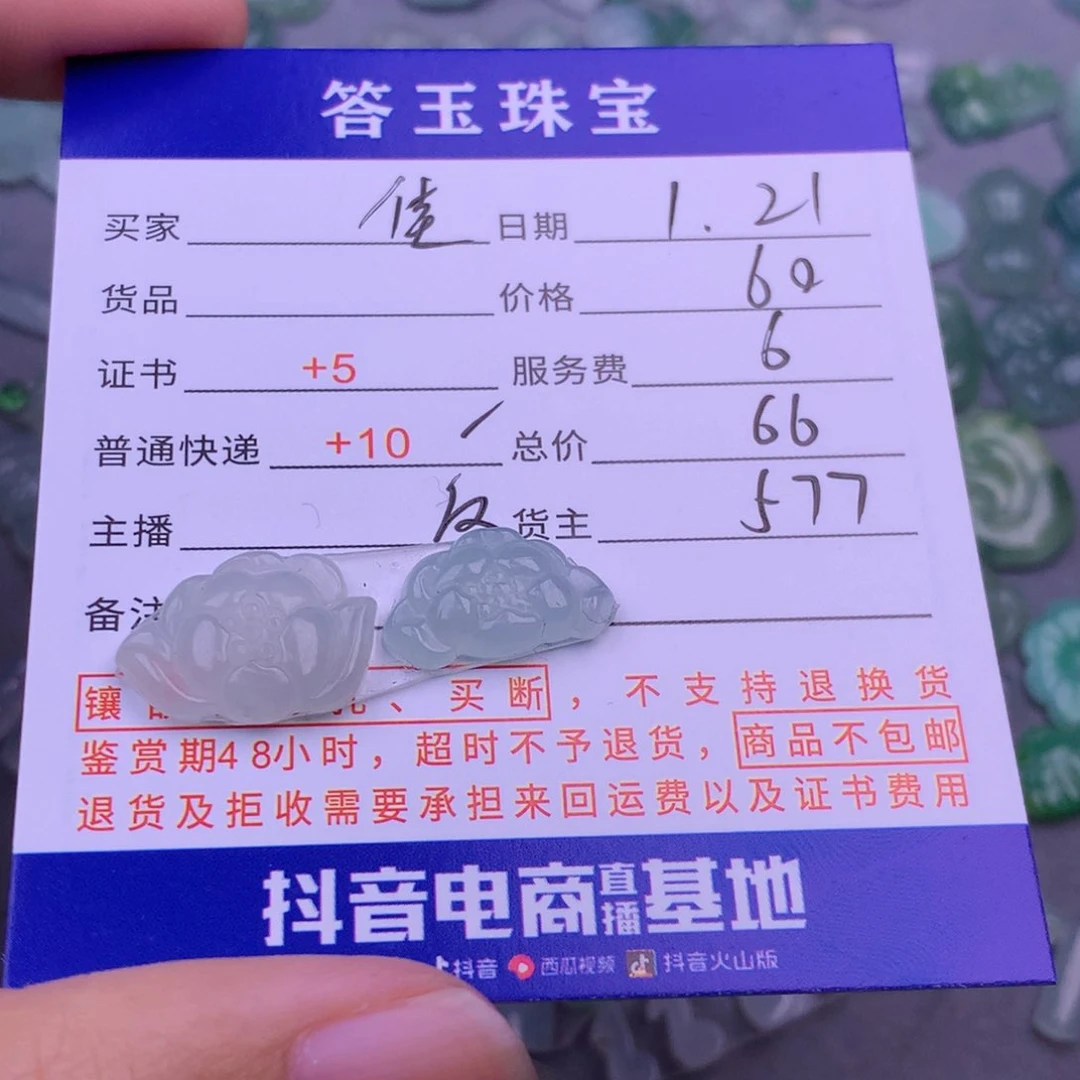 答玉珠宝
买家 佳 日期 1.21
货品 价格 60
证书 +5 服务费 6
普通快递 +10 总价 66
主播 货主 577
备注
镶 、买断，不支持退换货
鉴赏期48小时，超时不予退货，商品不包邮
退货及拒收需要承担来回运费以及证书费用
抖音电商直播基地
抖音 西瓜视频 抖音火山版